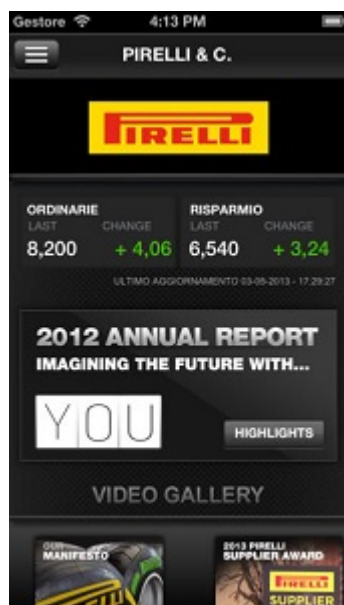 Gestore 4:13 PM
PIRELLI & C.
IRELLI
ORDINARIE RISPARMIO
LAST CHANGE LAST CHANGE
8,200 + 4,06 6,540 + 3,24
ULTIMO AGGIORNAMENTO 03-05-2013 - 17.29.27
2012 ANNUAL REPORT
IMAGINING THE FUTURE WITH...
YOU
HIGHLIGHTS
VIDEO GALLERY
OUR
MANIFESTO
2013 PIRELLI
SUPPLIER AWARD
PIRELLI
SUPPLIER